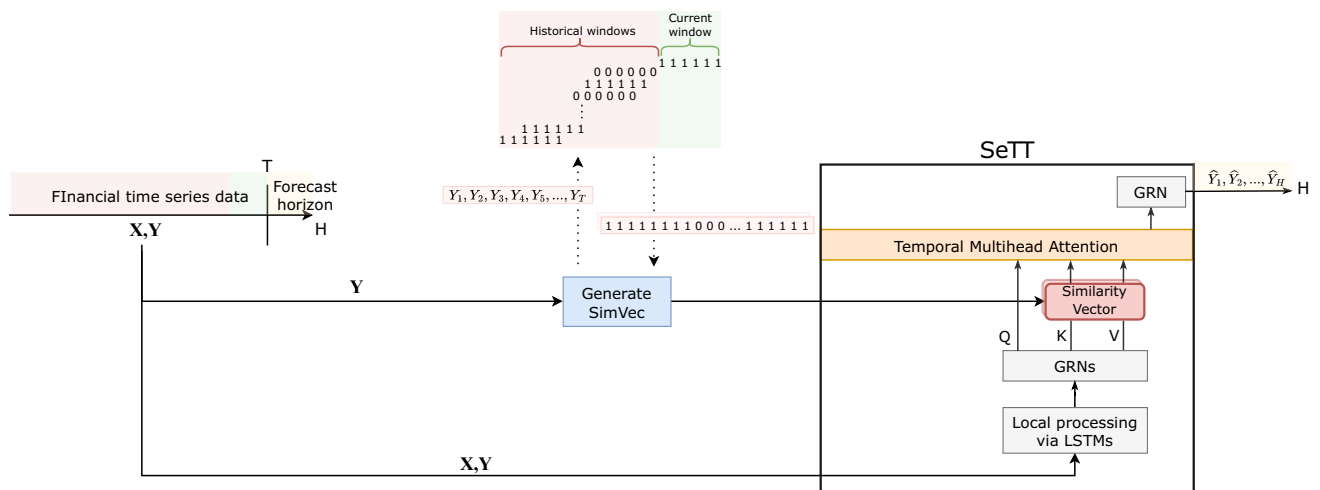 Historical windows
Current
window
1 1 1 1 1 1
0 0 0 0 0 0
1 1 1 1 1 1
0 0 0 0 0 0
1 1 1 1 1 1
1 1 1 1 1 1
SeTT
T
FInancial time series data
Forecast
horizon
H
X,Y
Y₁, Y₂, Y₃, Y₄, Y₅, ..., Y_T
1 1 1 1 1 1 1 1 0 0 0 ... 1 1 1 1 1 1
GRN
Ŷ₁, Ŷ₂, ..., Ŷ_H
H
Temporal Multihead Attention
Y
Generate
SimVec
Similarity
Vector
Q
K
V
GRNs
Local processing
via LSTMs
X,Y